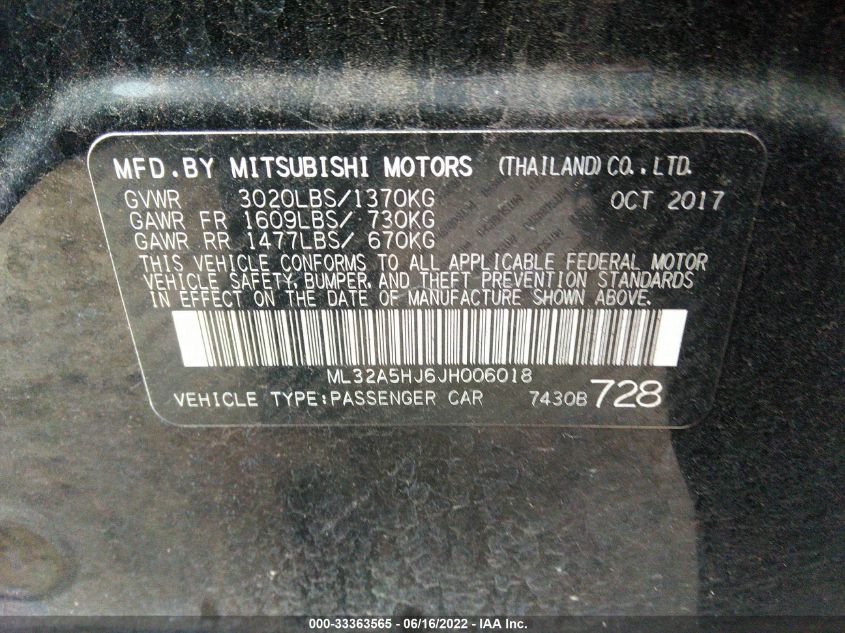 MFD.BY MITSUBISHI MOTORS (THAILAND)CO.,LTD.
GVWR 3020LBS/1370KG OCT 2017
GAWR FR 1609LBS/ 730KG
GAWR RR 1477LBS/ 670KG
THIS VEHICLE CONFORMS TO ALL APPLICABLE FEDERAL MOTOR
VEHICLE SAFETY, BUMPER, AND THEFT PREVENTION STANDARDS
IN EFFECT ON THE DATE OF MANUFACTURE SHOWN ABOVE.
ML32A5HJ6JH006018
VEHICLE TYPE:PASSENGER CAR 7430B 728
000-33363565 - 06/16/2022 - IAA Inc.